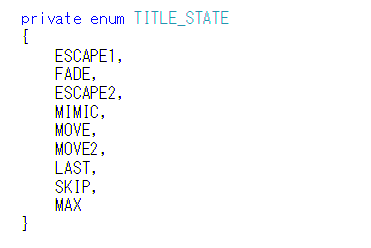 private enum TITLE_STATE
{
    ESCAPE1,
    FADE,
    ESCAPE2,
    MIMIC,
    MOVE,
    MOVE2,
    LAST,
    SKIP,
    MAX
}